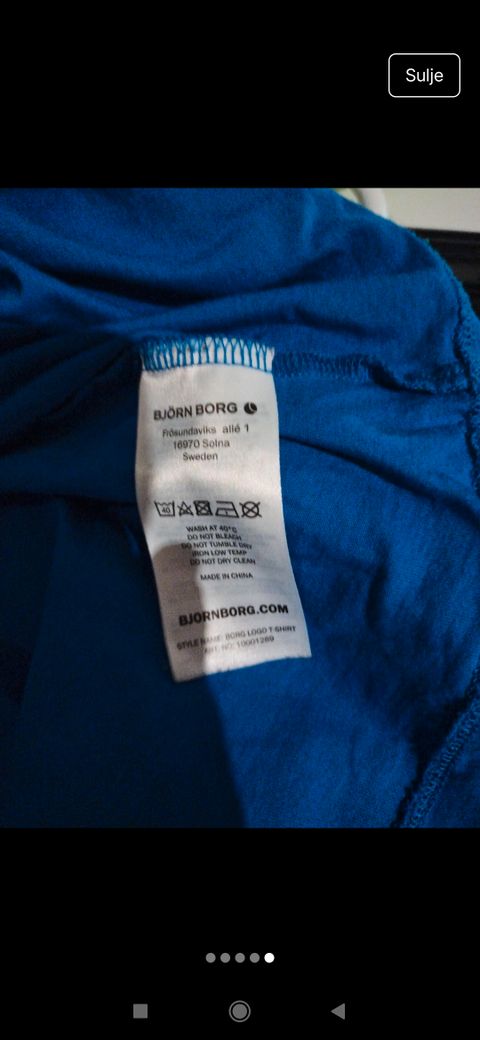 Sulje
BJÖRN BORG
Frösundaviks allé 1
16970 Solna
Sweden
40
WASH AT 40°C
DO NOT BLEACH
DO NOT TUMBLE DRY
IRON LOW TEMP
DO NOT DRY CLEAN
MADE IN CHINA
BJORNBORG.COM
STYLE NAME: BORG LOGO T-SHIRT
ART. NO: 10001289